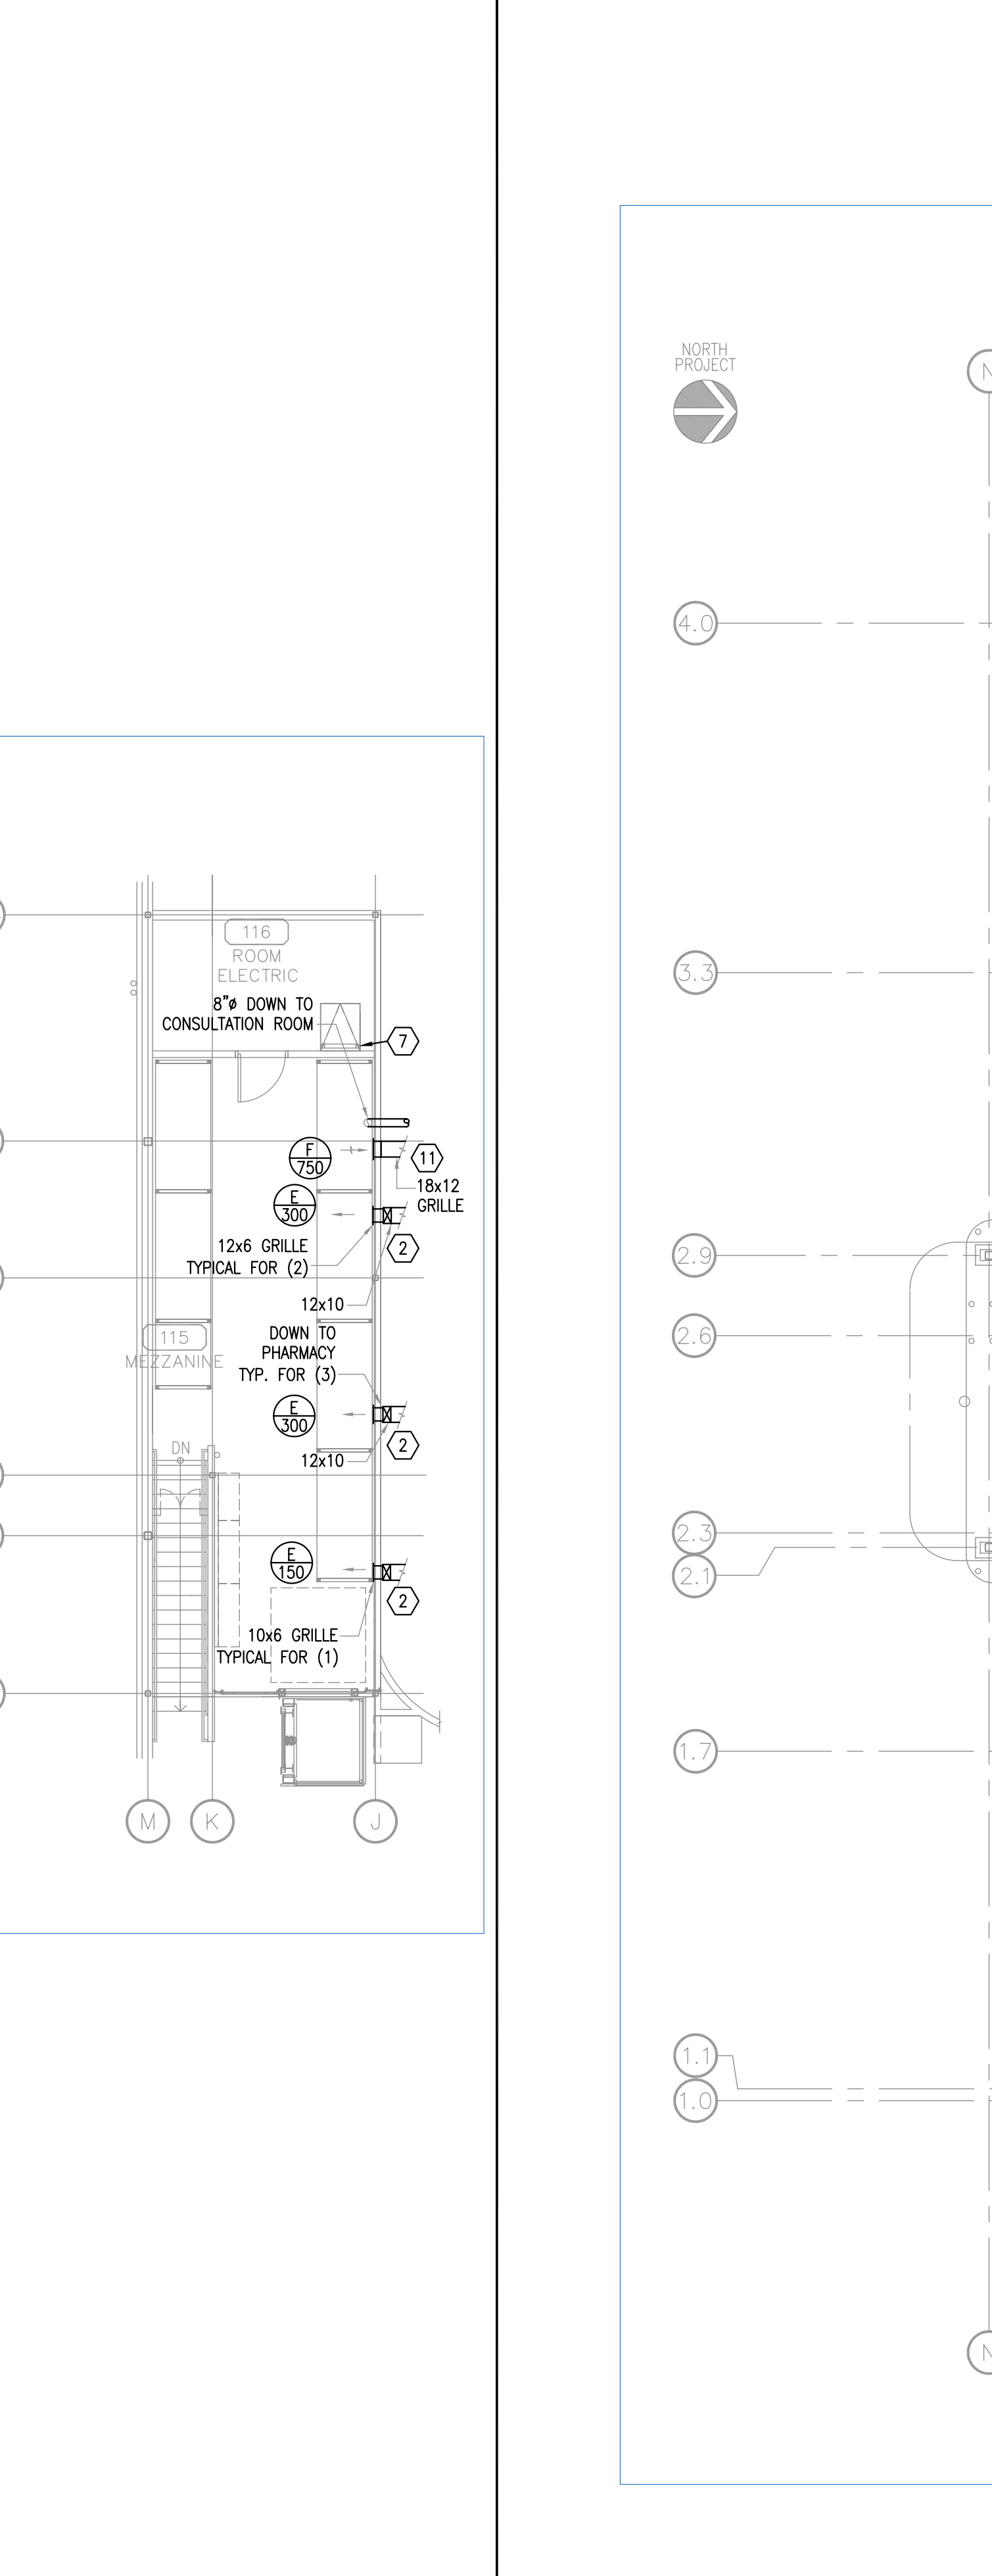 116
ROOM
ELECTRIC
8"ø DOWN TO
CONSULTATION ROOM
7
F
750
11
18x12
GRILLE
E
300
12x6 GRILLE
TYPICAL FOR (2)
2
12x10
115
MEZZANINE
DOWN TO
PHARMACY
TYP. FOR (3)
E
300
2
12x10
DN
E
150
2
10x6 GRILLE
TYPICAL FOR (1)
M
K
J
NORTH
PROJECT
4.0
3.3
2.9
2.6
2.3
2.1
1.7
1.1
1.0